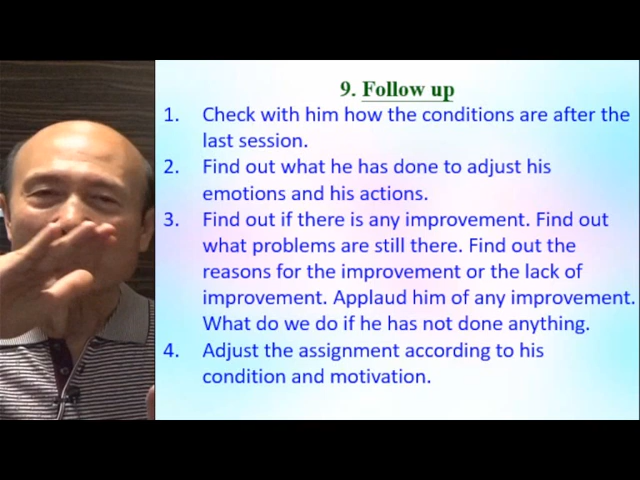 9. Follow up
1. Check with him how the conditions are after the
last session.
2. Find out what he has done to adjust his
emotions and his actions.
3. Find out if there is any improvement. Find out
what problems are still there. Find out the
reasons for the improvement or the lack of
improvement. Applaud him of any improvement.
What do we do if he has not done anything.
4. Adjust the assignment according to his
condition and motivation.